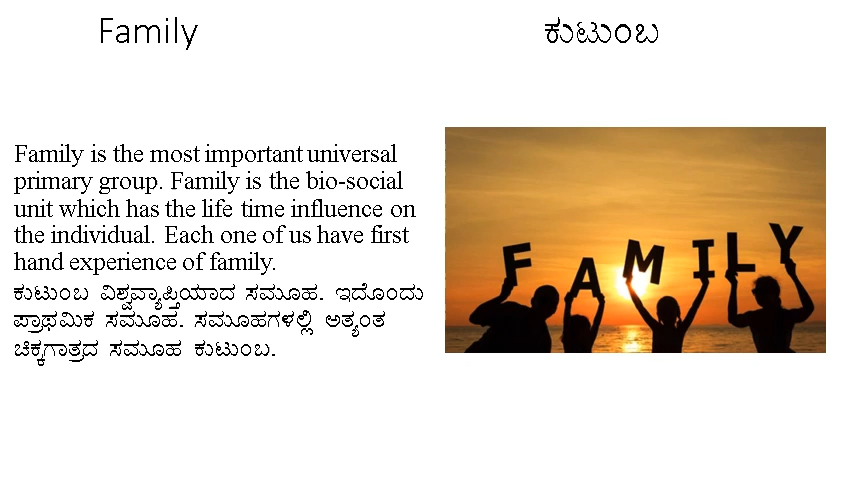 Family
ಕುಟುಂಬ
Family is the most important universal
primary group. Family is the bio-social
unit which has the life time influence on
the individual. Each one of us have first
hand experience of family.
ಕುಟುಂಬ ವಿಶ್ವವ್ಯಾಪ್ತಿಯಾದ ಸಮೂಹ. ಇದೊಂದು
ಪ್ರಾಥಮಿಕ ಸಮೂಹ. ಸಮೂಹಗಳಲ್ಲಿ ಅತ್ಯಂತ
ಚಿಕ್ಕಗಾತ್ರದ ಸಮೂಹ ಕುಟುಂಬ.
FAMILY